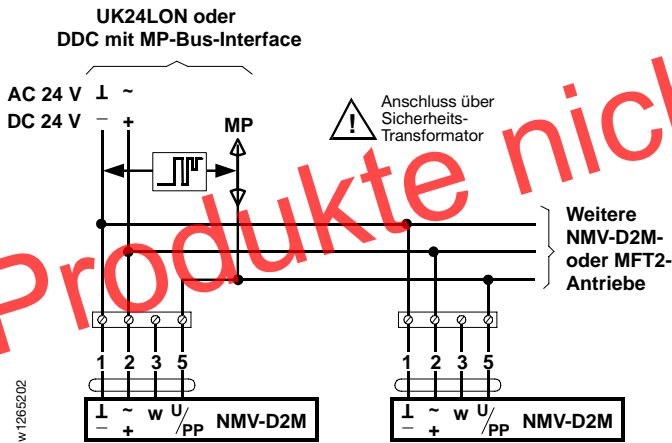 UK24LON oder
DDC mit MP-Bus-Interface
AC 24 V ⊥ ~
DC 24 V – +
MP
Anschluss über
Sicherheits-
Transformator
!
Produkte nic
Weitere
NMV-D2M-
oder MFT2-
Antriebe
1 2 3 5
1 2 3 5
⊥ ~ w U/PP NMV-D2M
– +
⊥ ~ w U/PP NMV-D2M
– +
w1265202